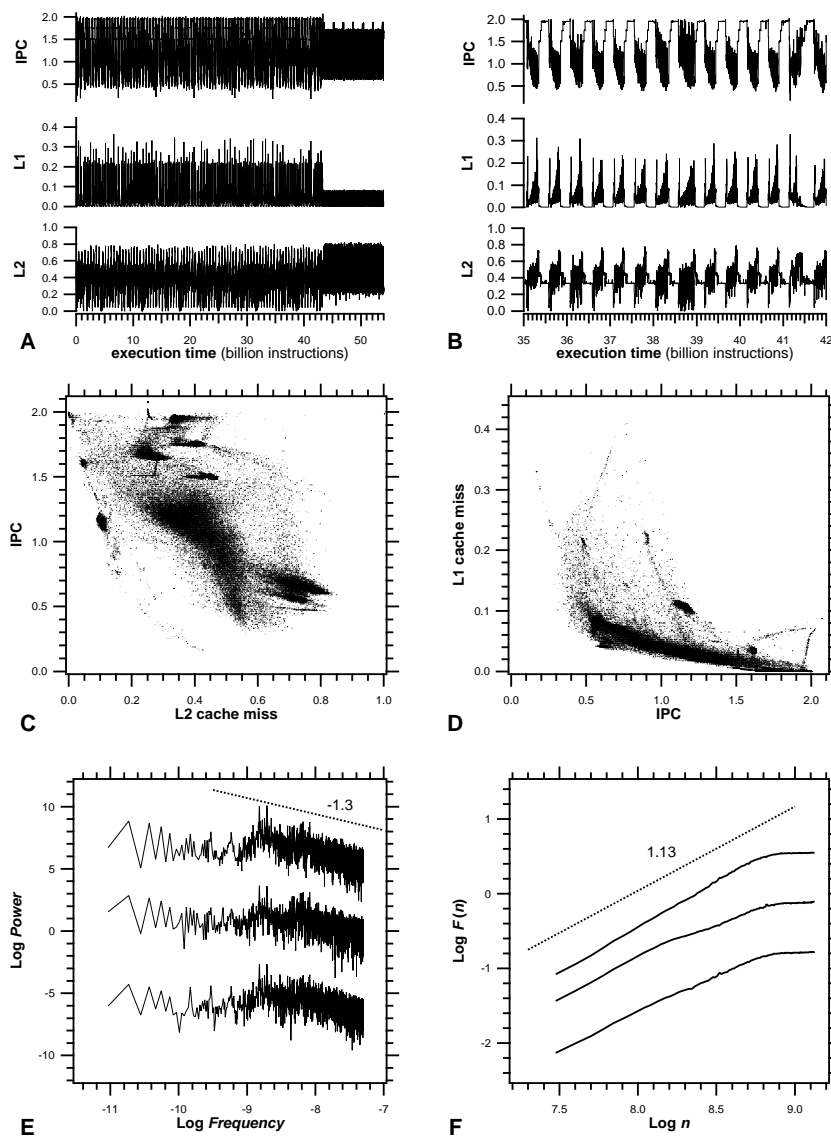 2.0
1.5
1.0
0.5
IPC
0.4
0.3
0.2
0.1
0.0
L1
1.0
0.8
0.6
0.4
0.2
0.0
L2
0 10 20 30 40 50
execution time (billion instructions)
A
2.0
1.5
1.0
0.5
IPC
0.4
0.3
0.2
0.1
0.0
L1
1.0
0.8
0.6
0.4
0.2
0.0
L2
35 36 37 38 39 40 41 42
execution time (billion instructions)
B
2.0
1.5
1.0
0.5
0.0
IPC
0.0 0.2 0.4 0.6 0.8 1.0
L2 cache miss
C
0.4
0.3
0.2
0.1
0.0
L1 cache miss
0.0 0.5 1.0 1.5 2.0
IPC
D
10
5
0
-5
-10
Log Power
-1.3
-11 -10 -9 -8 -7
Log Frequency
E
1
0
-1
-2
Log F(n)
1.13
7.5 8.0 8.5 9.0
Log n
F